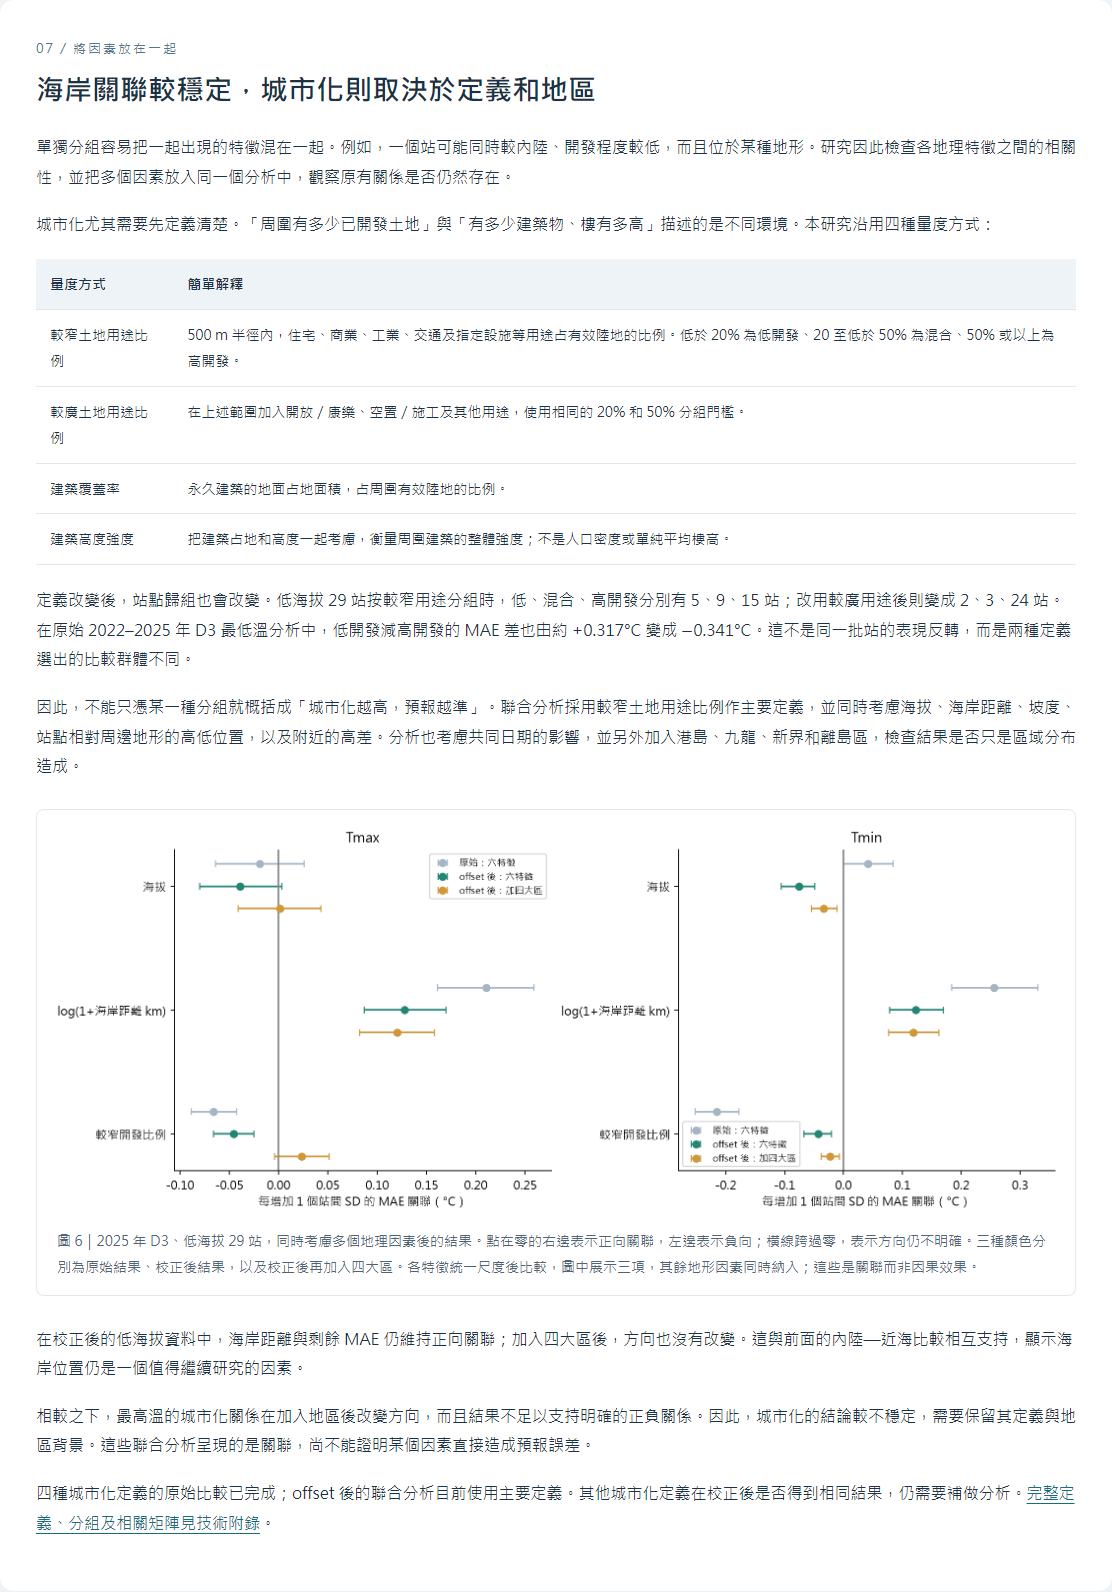 07 / 將因素放在一起
海岸關聯較穩定，城市化則取決於定義和地區
單獨分組容易把一起出現的特徵混在一起。例如，一個站可能同時較內陸、開發程度較低，而且位於某種地形。研究因此檢查各地理特徵之間的相關
性，並把多個因素放入同一個分析中，觀察原有關係是否仍然存在。
城市化尤其需要先定義清楚。「周圍有多少已開發土地」與「有多少建築物、樓有多高」描述的是不同環境。本研究沿用四種量度方式：
量度方式 簡單解釋
較窄土地用途比 500 m 半徑內，住宅、商業、工業、交通及指定設施等用途占有效陸地的比例。低於 20% 為低開發、20 至低於 50% 為混合、50% 或以上為
例 高開發。
較廣土地用途比 在上述範圍加入開放 / 康樂、空置 / 施工及其他用途，使用相同的 20% 和 50% 分組門檻。
例
建築覆蓋率 永久建築的地面占地面積，占周圍有效陸地的比例。
建築高度強度 把建築占地和高度一起考慮，衡量周圍建築的整體強度；不是人口密度或單純平均樓高。
定義改變後，站點歸組也會改變。低海拔 29 站按較窄用途分組時，低、混合、高開發分別有 5、9、15 站；改用較廣用途後則變成 2、3、24 站。
在原始 2022–2025 年 D3 最低溫分析中，低開發減高開發的 MAE 差也由約 +0.317°C 變成 −0.341°C。這不是同一批站的表現反轉，而是兩種定義
選出的比較群體不同。
因此，不能只憑某一種分組就概括成「城市化越高，預報越準」。聯合分析採用較窄土地用途比例作主要定義，並同時考慮海拔、海岸距離、坡度、
站點相對周邊地形的高低位置，以及附近的高差。分析也考慮共同日期的影響，並另外加入港島、九龍、新界和離島區，檢查結果是否只是區域分布
造成。
Tmax
原始：六特徵
offset 後：六特徵
offset 後：加四大區
海拔
log(1+海岸距離 km)
較窄開發比例
-0.10 -0.05 0.00 0.05 0.10 0.15 0.20 0.25
每增加 1 個站間 SD 的 MAE 關聯（°C）
Tmin
海拔
log(1+海岸距離 km)
較窄開發比例
原始：六特徵
offset 後：六特徵
offset 後：加四大區
-0.2 -0.1 0.0 0.1 0.2 0.3
每增加 1 個站間 SD 的 MAE 關聯（°C）
圖 6｜2025 年 D3、低海拔 29 站，同時考慮多個地理因素後的結果。點在零的右邊表示正向關聯，左邊表示負向；橫線跨過零，表示方向仍不明確。三種顏色分
別為原始結果、校正後結果，以及校正後再加入四大區。各特徵統一尺度後比較，圖中展示三項，其餘地形因素同時納入；這些是關聯而非因果效果。
在校正後的低海拔資料中，海岸距離與剩餘 MAE 仍維持正向關聯；加入四大區後，方向也沒有改變。這與前面的內陸—近海比較相互支持，顯示海
岸位置仍是一個值得繼續研究的因素。
相較之下，最高溫的城市化關係在加入地區後改變方向，而且結果不足以支持明確的正負關係。因此，城市化的結論較不穩定，需要保留其定義與地
區背景。這些聯合分析呈現的是關聯，尚不能證明某個因素直接造成預報誤差。
四種城市化定義的原始比較已完成；offset 後的聯合分析目前使用主要定義。其他城市化定義在校正後是否得到相同結果，仍需要補做分析。完整定
義、分組及相關矩陣見技術附錄。